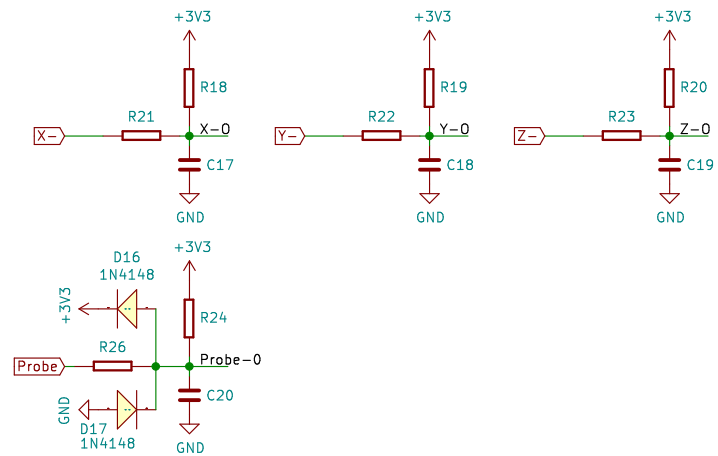 +3V3 +3V3 +3V3
R18 R19 R20
R21 R22 R23
X- X-O Y- Y-O Z- Z-O
C17 C18 C19
GND GND GND
+3V3
D16
1N4148
+3V3
R24
R26
Probe Probe-O
C20
GND
D17
1N4148
GND